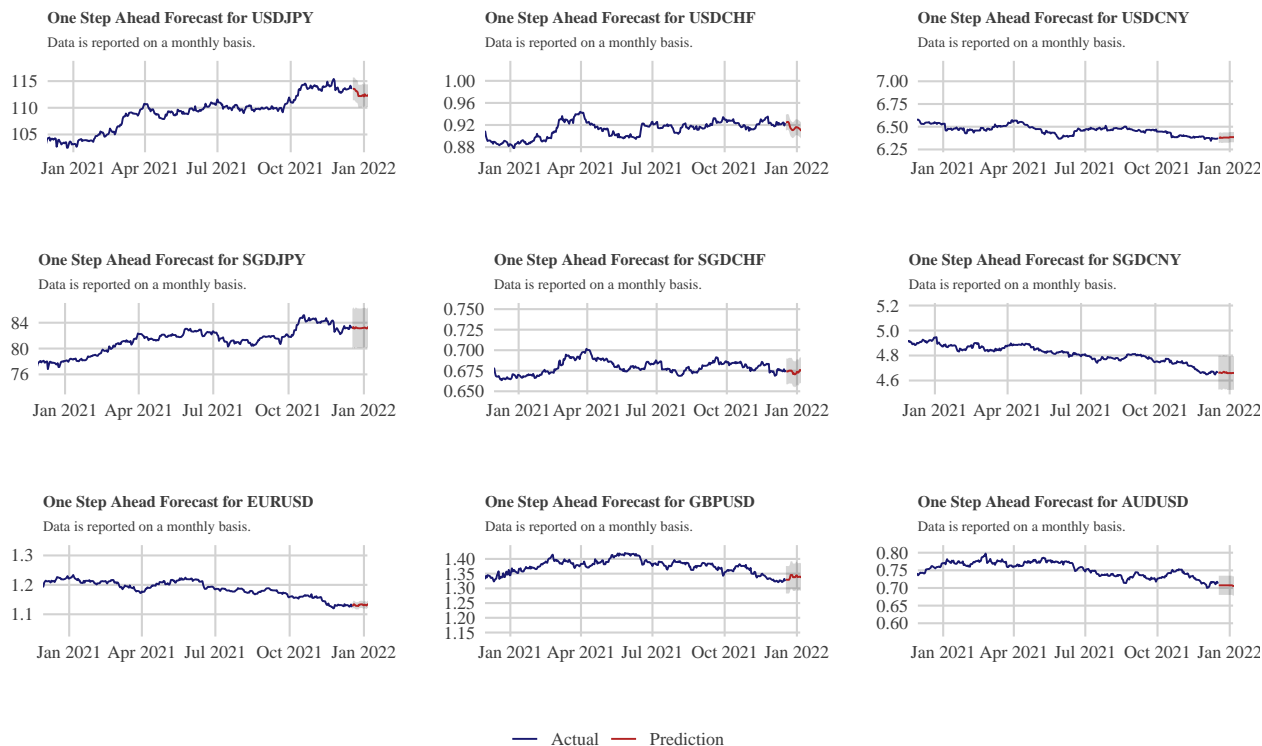 One Step Ahead Forecast for USDJPY
Data is reported on a monthly basis.
115
110
105
Jan 2021 Apr 2021 Jul 2021 Oct 2021 Jan 2022
One Step Ahead Forecast for USDCHF
Data is reported on a monthly basis.
1.00
0.96
0.92
0.88
Jan 2021 Apr 2021 Jul 2021 Oct 2021 Jan 2022
One Step Ahead Forecast for USDCNY
Data is reported on a monthly basis.
7.00
6.75
6.50
6.25
Jan 2021 Apr 2021 Jul 2021 Oct 2021 Jan 2022
One Step Ahead Forecast for SGDJPY
Data is reported on a monthly basis.
84
80
76
Jan 2021 Apr 2021 Jul 2021 Oct 2021 Jan 2022
One Step Ahead Forecast for SGDCHF
Data is reported on a monthly basis.
0.750
0.725
0.700
0.675
0.650
Jan 2021 Apr 2021 Jul 2021 Oct 2021 Jan 2022
One Step Ahead Forecast for SGDCNY
Data is reported on a monthly basis.
5.2
5.0
4.8
4.6
Jan 2021 Apr 2021 Jul 2021 Oct 2021 Jan 2022
One Step Ahead Forecast for EURUSD
Data is reported on a monthly basis.
1.3
1.2
1.1
Jan 2021 Apr 2021 Jul 2021 Oct 2021 Jan 2022
One Step Ahead Forecast for GBPUSD
Data is reported on a monthly basis.
1.40
1.35
1.30
1.25
1.20
1.15
Jan 2021 Apr 2021 Jul 2021 Oct 2021 Jan 2022
One Step Ahead Forecast for AUDUSD
Data is reported on a monthly basis.
0.80
0.75
0.70
0.60
Jan 2021 Apr 2021 Jul 2021 Oct 2021 Jan 2022
Actual Prediction